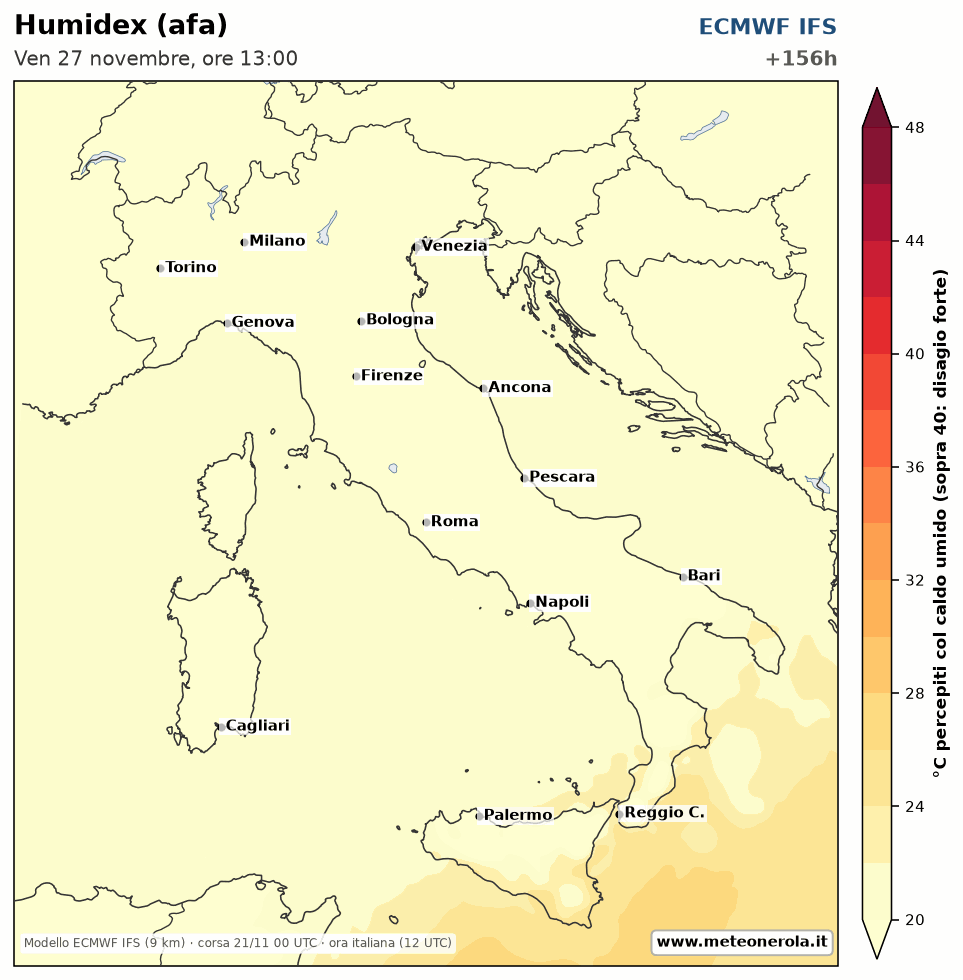 Humidex (afa)
ECMWF IFS
Ven 27 novembre, ore 13:00
+156h
48
44
40
36
32
28
24
20
°C percepiti col caldo umido (sopra 40: disagio forte)
Milano
Venezia
Torino
Genova
Bologna
Firenze
Ancona
Pescara
Roma
Bari
Napoli
Cagliari
Palermo
Reggio C.
Modello ECMWF IFS (9 km) · corsa 21/11 00 UTC · ora italiana (12 UTC)
www.meteonerola.it